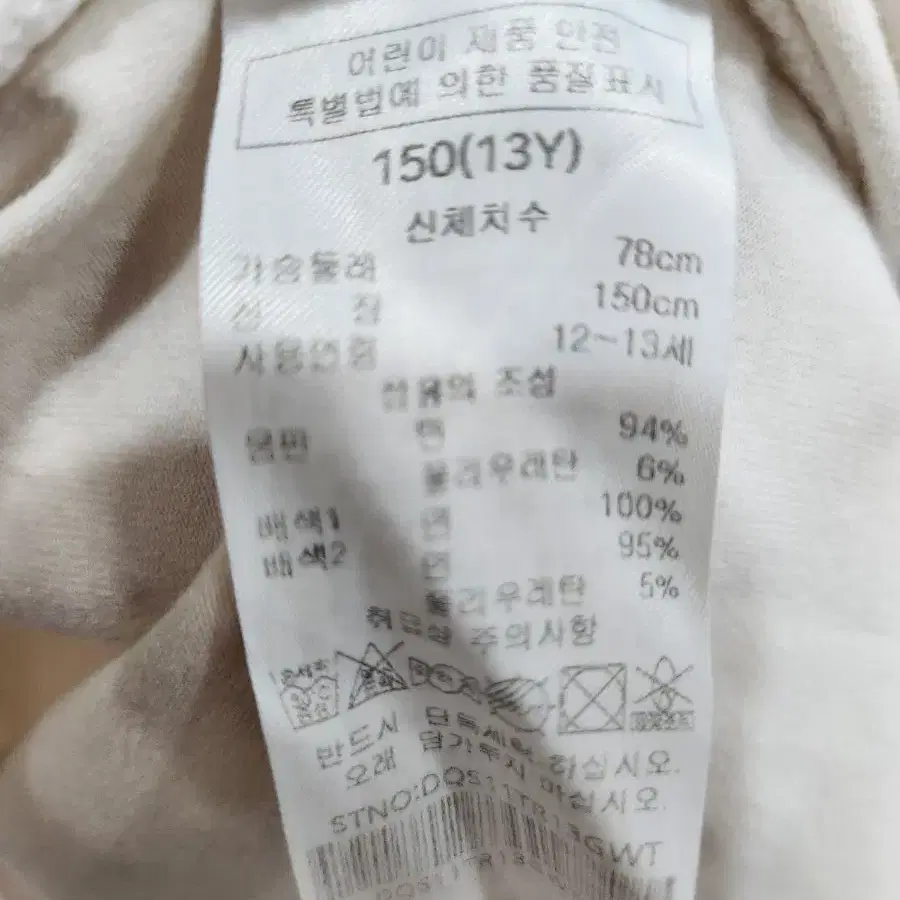 어린이 제품 안전
특별법에 의한 품질표시
150(13Y)
신체치수
가슴둘레 78cm
신 장 150cm
사용연령 12~13세
섬유의 조성
몸판 면 94%
폴리우레탄 6%
배색1 면 100%
배색2 면 95%
폴리우레탄 5%
취급상 주의사항
반드시 단독세탁 하십시오.
오래 담가두지 마십시오.
STNO:DQS11TR13GWT